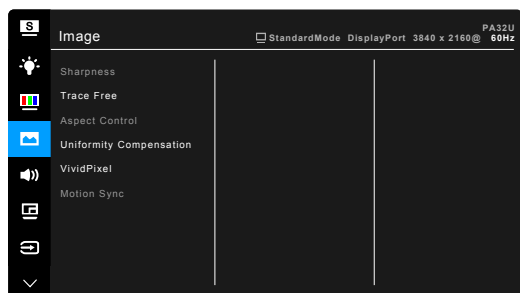 S
PA32U
Image
StandardMode DisplayPort 3840 x 2160@ 60Hz
Sharpness
Trace Free
Aspect Control
Uniformity Compensation
VividPixel
Motion Sync